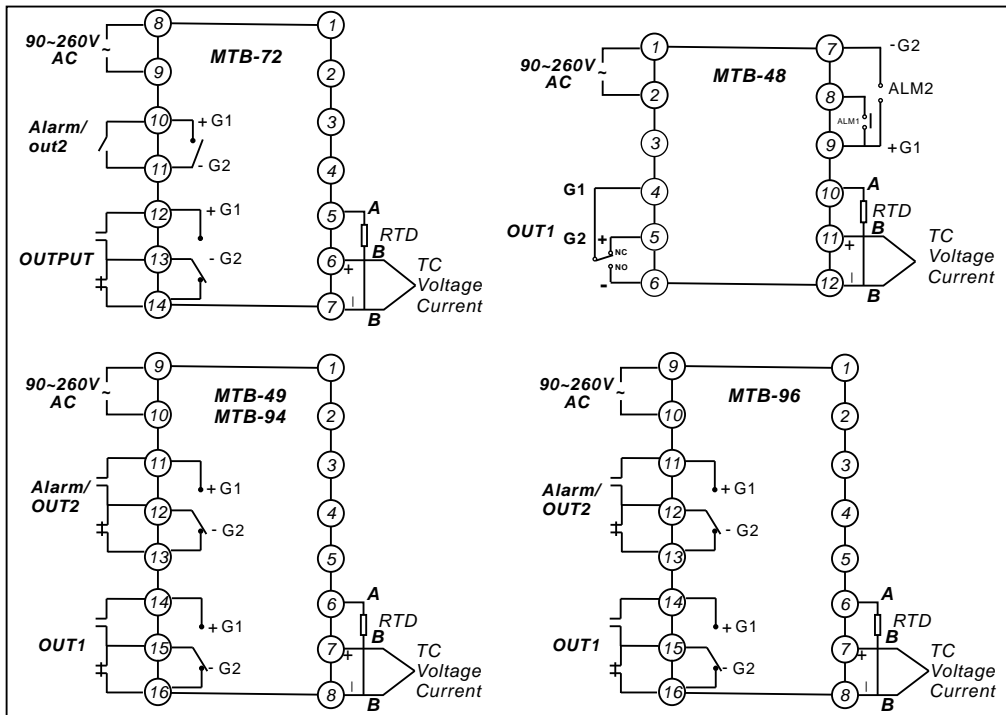 MTB-72
90~260V
AC
~
8
9
1
2
3
4
Alarm/
out2
10
11
+ G1
- G2
OUTPUT
12
13
14
+ G1
- G2
5
6
7
A
RTD
B
+
–
B
TC
Voltage
Current
MTB-48
90~260V
AC
~
1
2
3
7
8
9
-G2
ALM2
ALM1
+G1
G1
OUT1
G2
+
NC
NO
-
4
5
6
10
11
12
A
RTD
B
+
–
B
TC
Voltage
Current
MTB-49
MTB-94
90~260V
AC
~
9
10
1
2
3
4
5
Alarm/
OUT2
11
12
13
+ G1
- G2
OUT1
14
15
16
+G1
-G2
6
7
8
A
RTD
B
+
–
B
TC
Voltage
Current
MTB-96
90~260V
AC
~
9
10
1
2
3
4
5
Alarm/
OUT2
11
12
13
+ G1
- G2
OUT1
14
15
16
+G1
-G2
6
7
8
A
RTD
B
+
–
B
TC
Voltage
Current